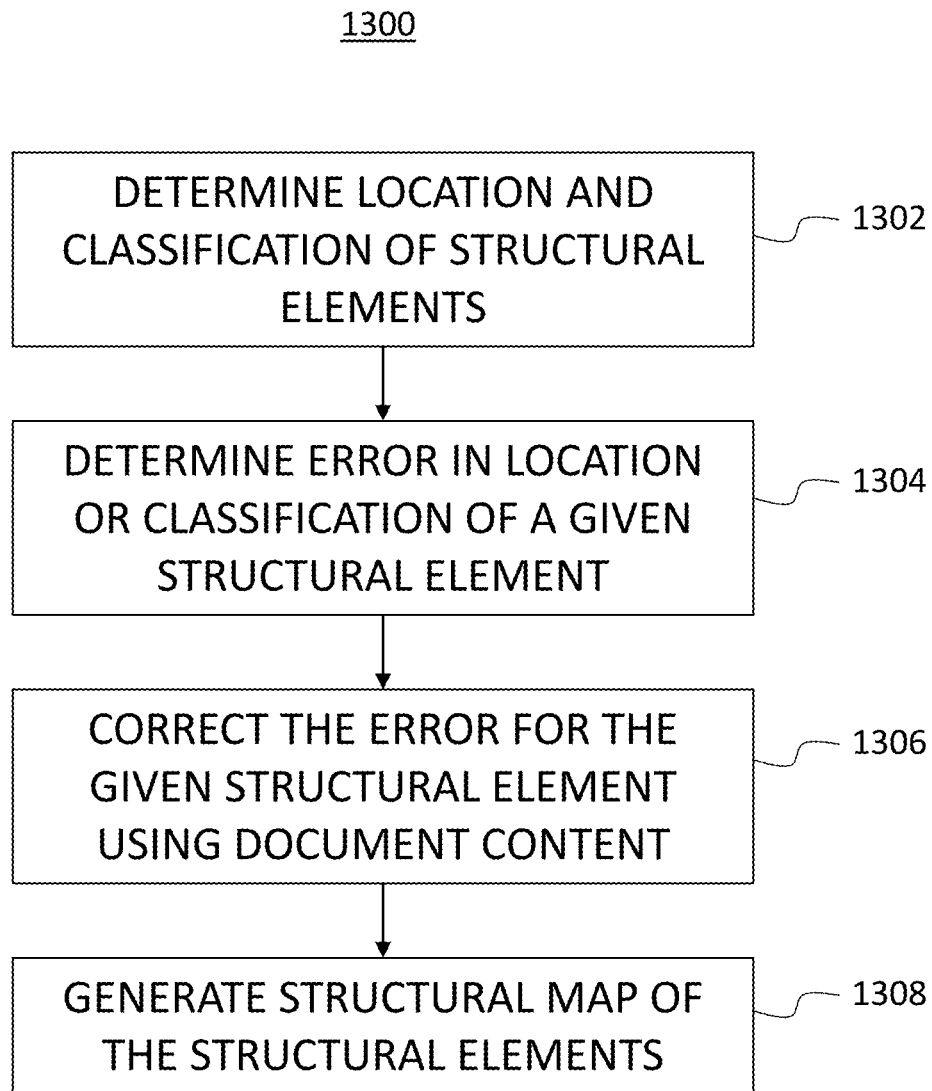 1300
DETERMINE LOCATION AND
CLASSIFICATION OF STRUCTURAL
ELEMENTS
1302
DETERMINE ERROR IN LOCATION
OR CLASSIFICATION OF A GIVEN
STRUCTURAL ELEMENT
1304
CORRECT THE ERROR FOR THE
GIVEN STRUCTURAL ELEMENT
USING DOCUMENT CONTENT
1306
GENERATE STRUCTURAL MAP OF
THE STRUCTURAL ELEMENTS
1308